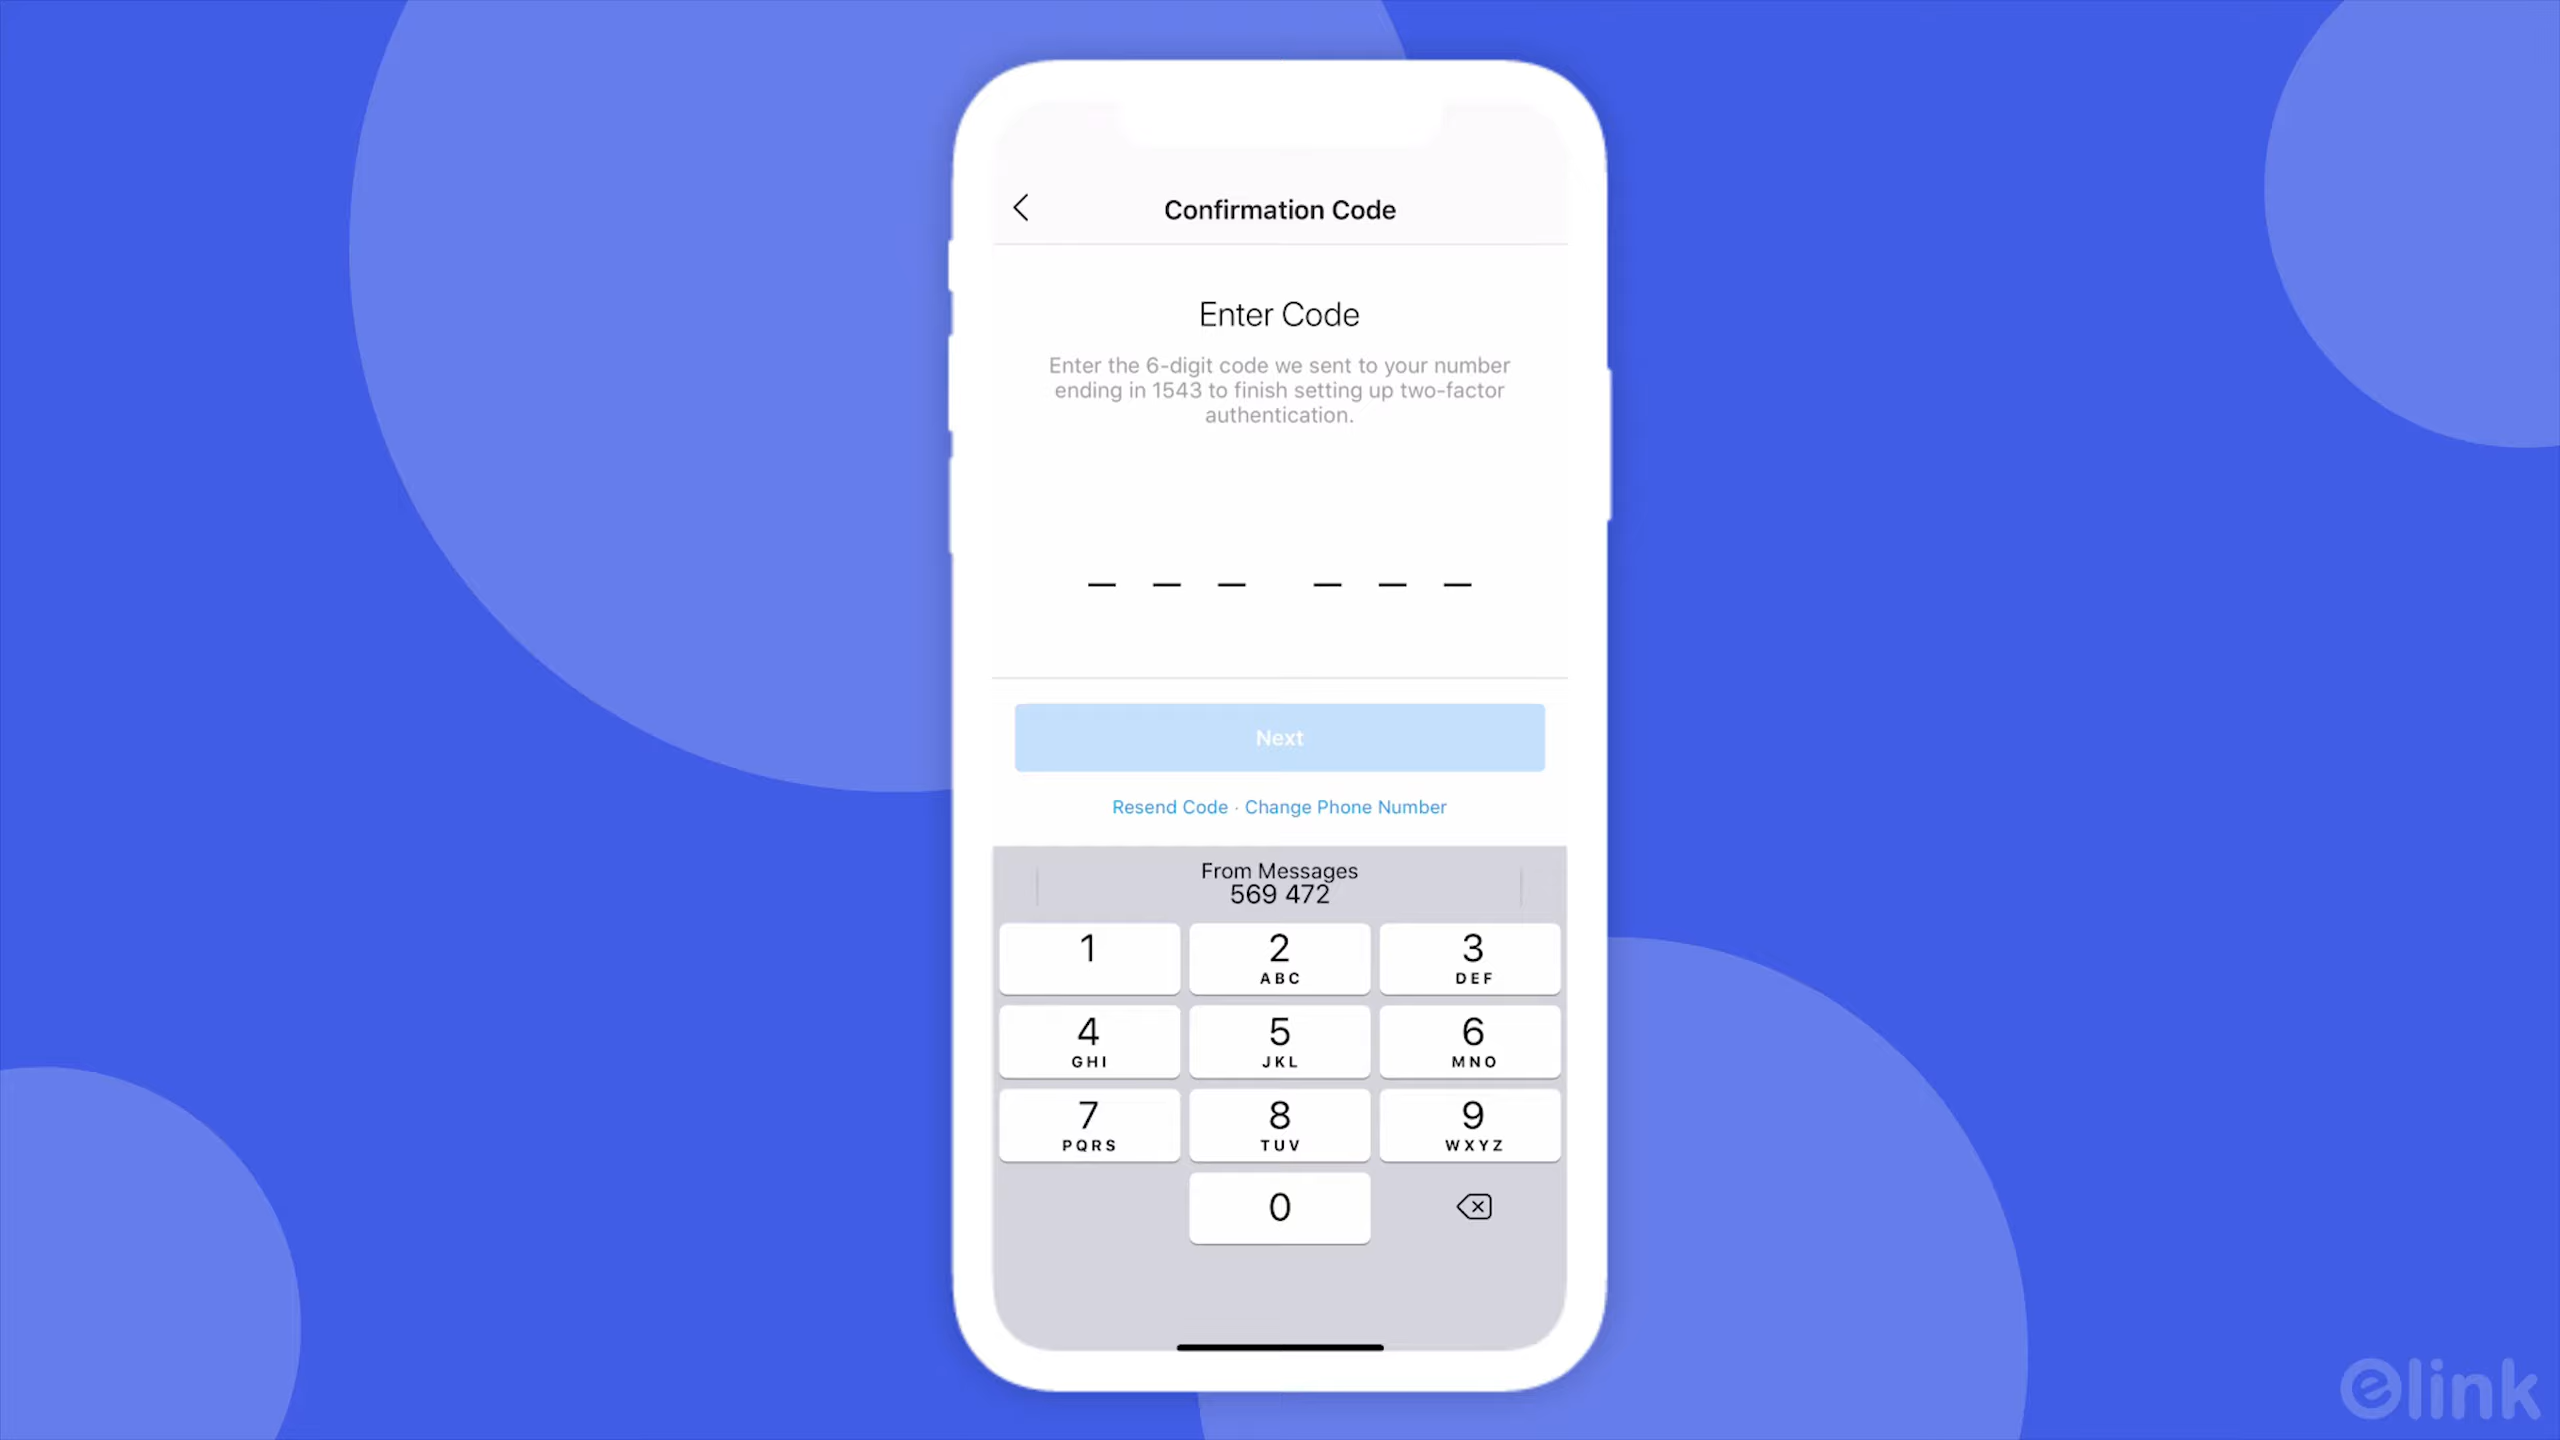 Confirmation Code
Enter Code
Enter the 6-digit code we sent to your number
ending in 1543 to finish setting up two-factor
authentication.
Next
Resend Code · Change Phone Number
From Messages
569 472
1
2
ABC
3
DEF
4
GHI
5
JKL
6
MNO
7
PQRS
8
TUV
9
WXYZ
0
elink